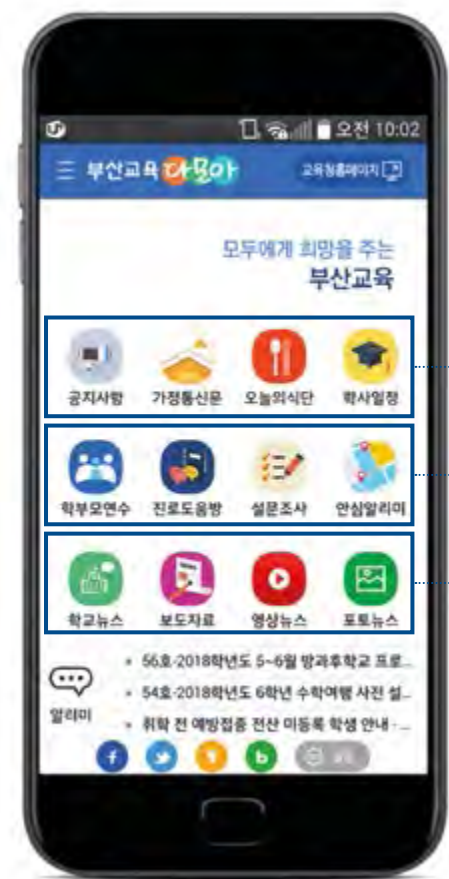 오전 10:02
부산교육 다모아 교육청홈페이지
모두에게 희망을 주는
부산교육
공지사항 가정통신문 오늘의식단 학사일정
학부모연수 진로도움방 설문조사 안심알리미
학교뉴스 보도자료 영상뉴스 포토뉴스
알리미
56호-2018학년도 5~6월 방과후학교 프로...
54호-2018학년도 6학년 수학여행 사전 설...
취학 전 예방접종 전산 미등록 학생 안내 - ...
f b